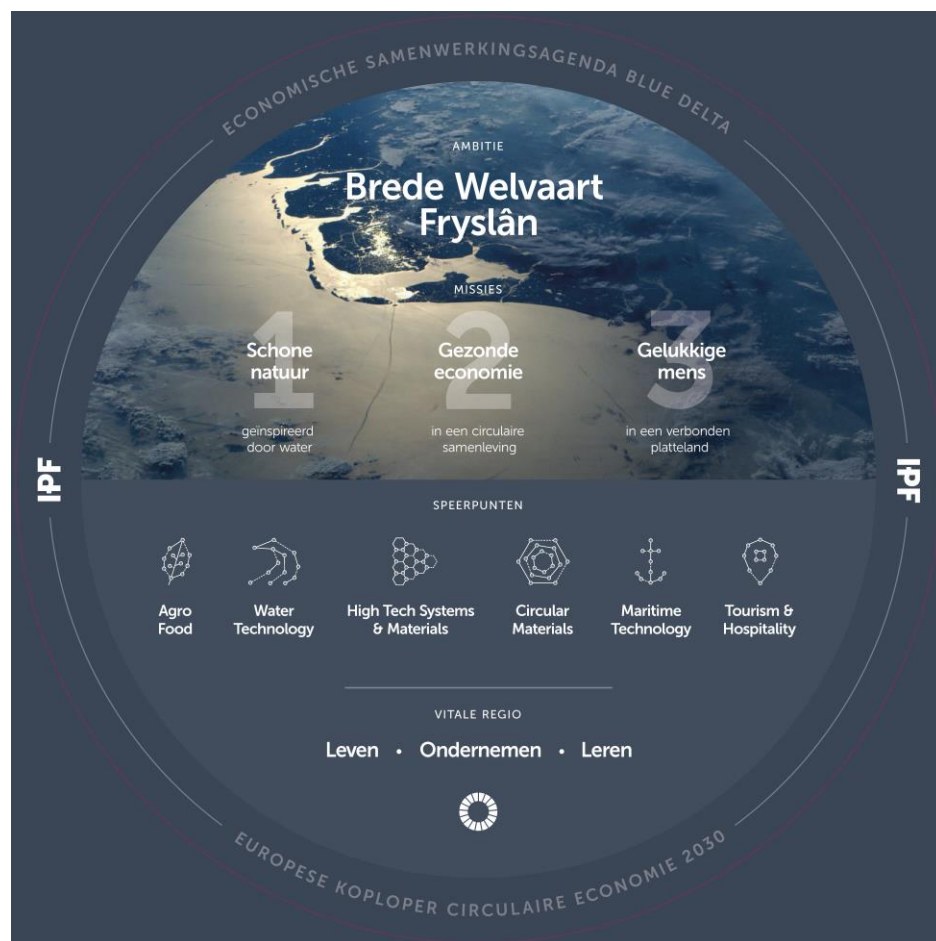 ECONOMISCHE SAMENWERKINGSAGENDA BLUE DELTA
AMBITIE
Brede Welvaart
Fryslân
MISSIES
1
Schone
natuur
geïnspireerd
door water
2
Gezonde
economie
in een circulaire
samenleving
3
Gelukkige
mens
in een verbonden
platteland
IPF
IPF
SPEERPUNTEN
Agro
Food
Water
Technology
High Tech Systems
& Materials
Circular
Materials
Maritime
Technology
Tourism &
Hospitality
VITALE REGIO
Leven • Ondernemen • Leren
EUROPESE KOPLOPER CIRCULAIRE ECONOMIE 2030